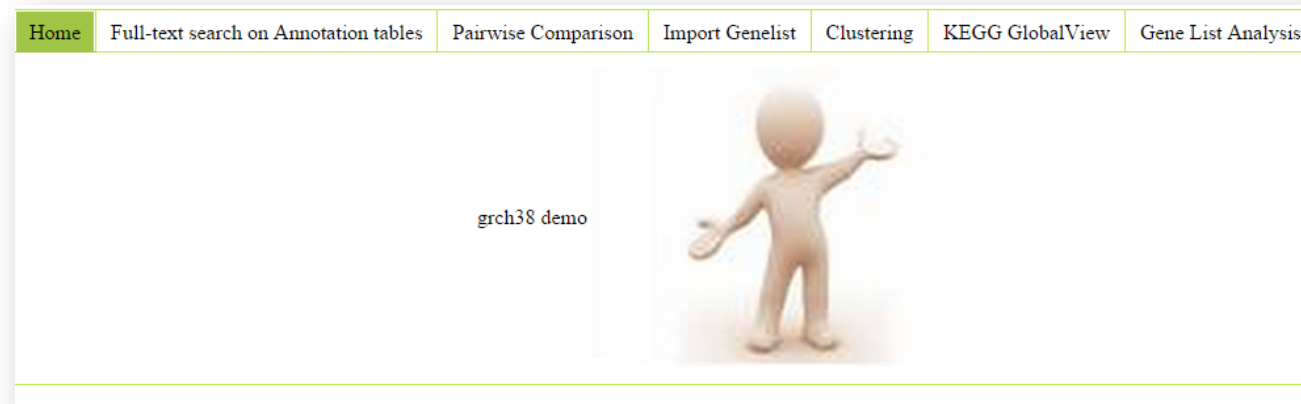 Home Full-text search on Annotation tables Pairwise Comparison Import Genelist Clustering KEGG GlobalView Gene List Analysis
grch38 demo